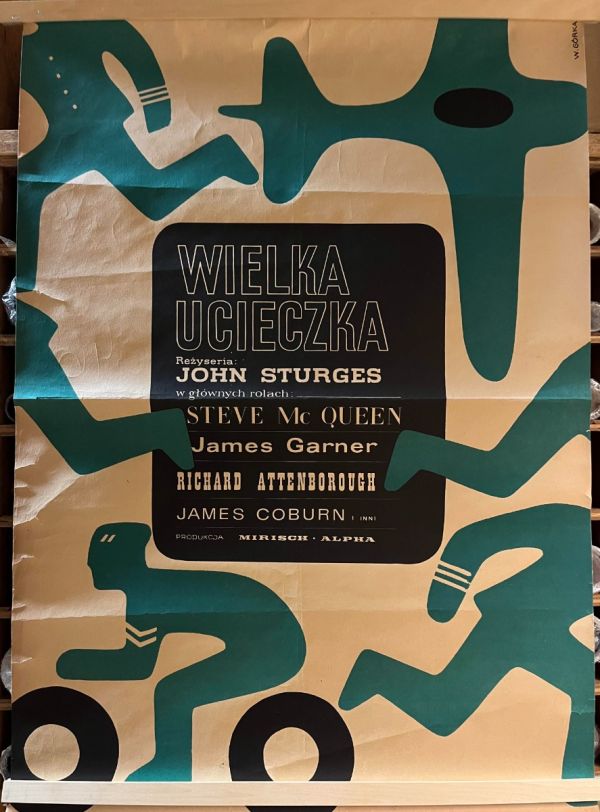 W. GÓRKA
WIELKA
UCIECZKA
Reżyseria:
JOHN STURGES
w głównych rolach:
STEVE Mc QUEEN
James Garner
RICHARD ATTENBOROUGH
JAMES COBURN I INNI
PRODUKCJA MIRISCH · ALPHA